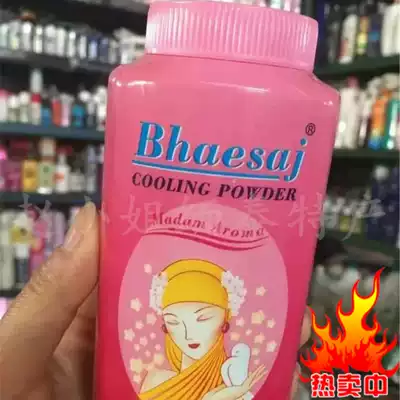 Bhaesaj®
COOLING POWDER
Madam Aroma
热卖中